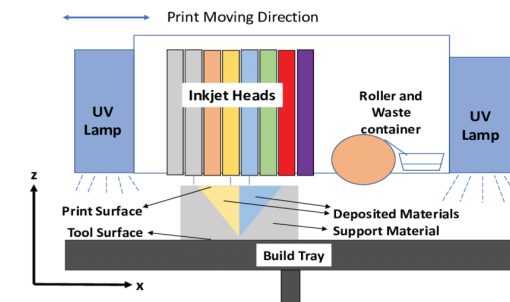 Print Moving Direction
UV
Lamp
Inkjet Heads
Roller and
Waste
container
UV
Lamp
z
Print Surface
Deposited Materials
Tool Surface
Support Material
Build Tray
x